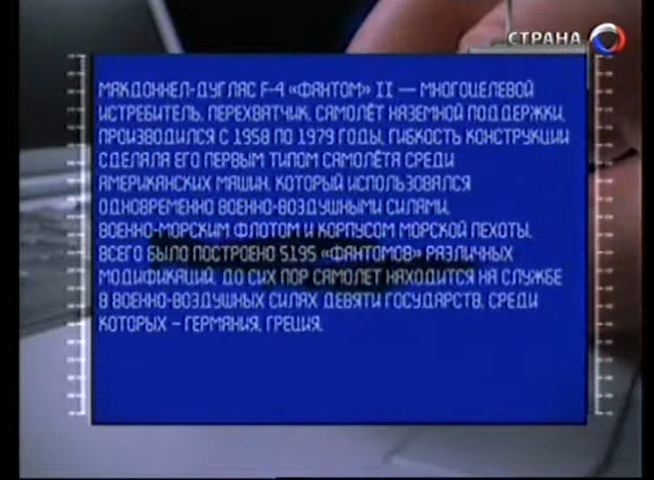 СТРАНА
МАКДОННЕЛ-ДУГЛАС F-4 «ФАНТОМ» II — МНОГОЦЕЛЕВОЙ
ИСТРЕБИТЕЛЬ, ПЕРЕХВАТЧИК, САМОЛЁТ НАЗЕМНОЙ ПОДДЕРЖКИ.
ПРОИЗВОДИЛСЯ С 1958 ПО 1979 ГОДЫ. ГИБКОСТЬ КОНСТРУКЦИИ
СДЕЛАЛА ЕГО ПЕРВЫМ ТИПОМ САМОЛЁТА СРЕДИ
АМЕРИКАНСКИХ МАШИН, КОТОРЫЙ ИСПОЛЬЗОВАЛСЯ
ОДНОВРЕМЕННО ВОЕННО-ВОЗДУШНЫМИ СИЛАМИ,
ВОЕННО-МОРСКИМ ФЛОТОМ И КОРПУСОМ МОРСКОЙ ПЕХОТЫ.
ВСЕГО БЫЛО ПОСТРОЕНО 5195 «ФАНТОМОВ» РАЗЛИЧНЫХ
МОДИФИКАЦИЙ. ДО СИХ ПОР САМОЛЕТ НАХОДИТСЯ НА СЛУЖБЕ
В ВОЕННО-ВОЗДУШНЫХ СИЛАХ ДЕВЯТИ ГОСУДАРСТВ, СРЕДИ
КОТОРЫХ – ГЕРМАНИЯ, ГРЕЦИЯ.